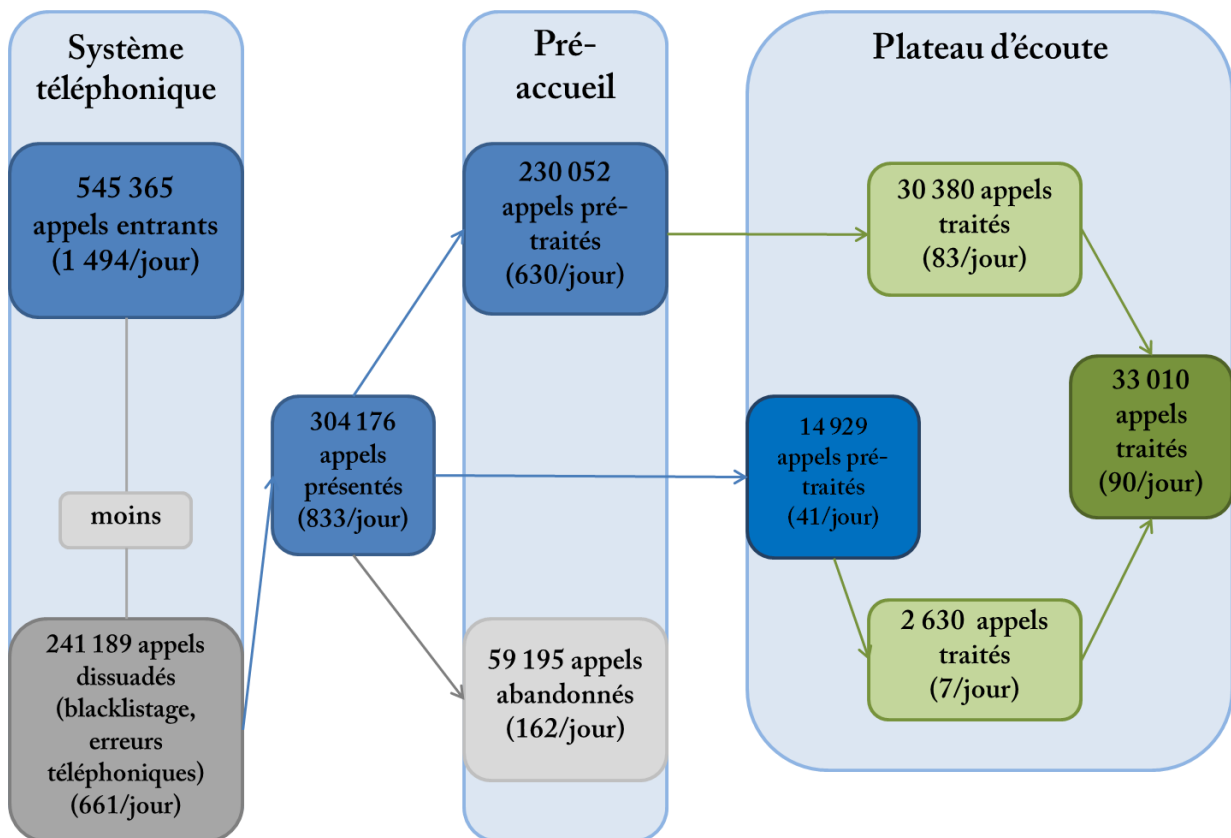 Système
téléphonique
545 365
appels entrants
(1 494/jour)
moins
241 189 appels
dissuadés
(blacklistage,
erreurs
téléphoniques)
(661/jour)
304 176
appels
présentés
(833/jour)
Pré-
accueil
230 052
appels pré-
traités
(630/jour)
59 195 appels
abandonnés
(162/jour)
Plateau d'écoute
30 380 appels
traités
(83/jour)
14 929
appels pré-
traités
(41/jour)
2 630 appels
traités
(7/jour)
33 010
appels
traités
(90/jour)